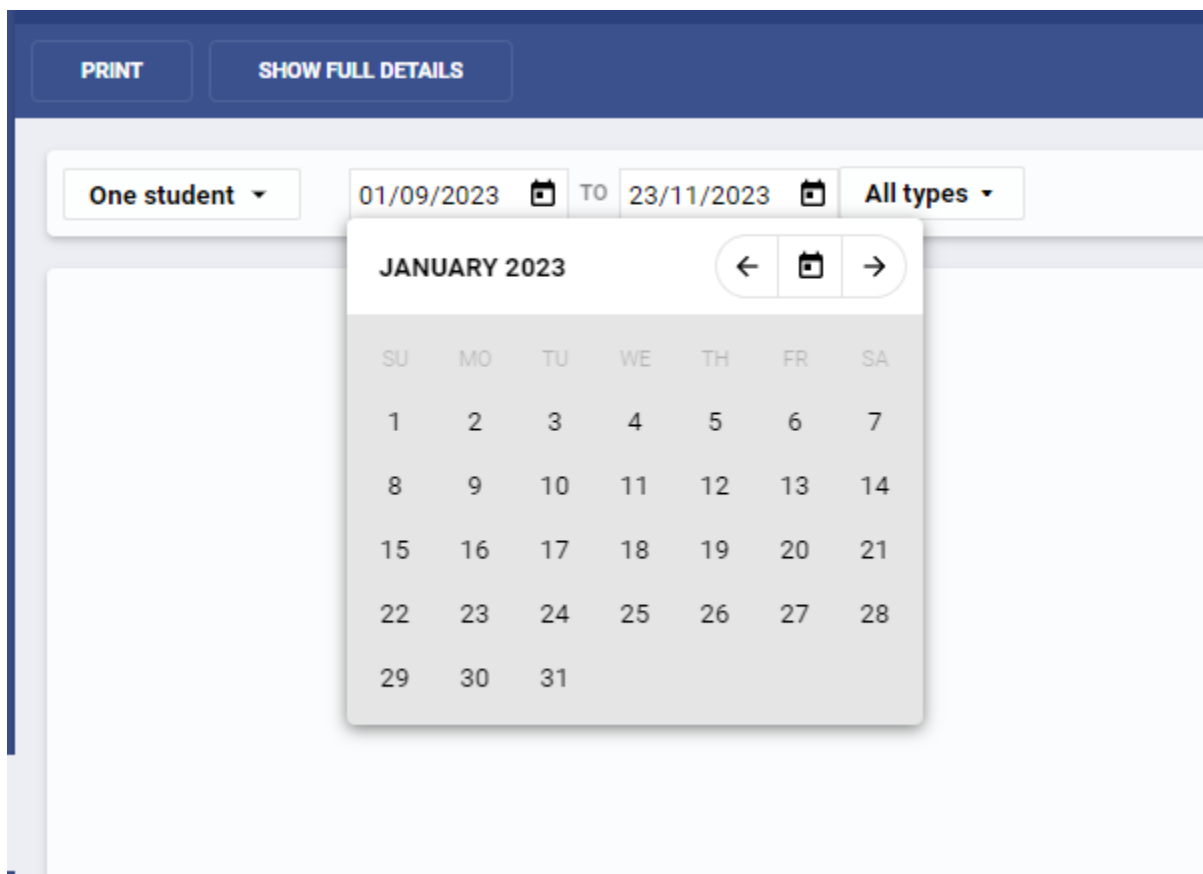 PRINT SHOW FULL DETAILS
One student 01/09/2023 TO 23/11/2023 All types
JANUARY 2023
SU MO TU WE TH FR SA
1 2 3 4 5 6 7
8 9 10 11 12 13 14
15 16 17 18 19 20 21
22 23 24 25 26 27 28
29 30 31